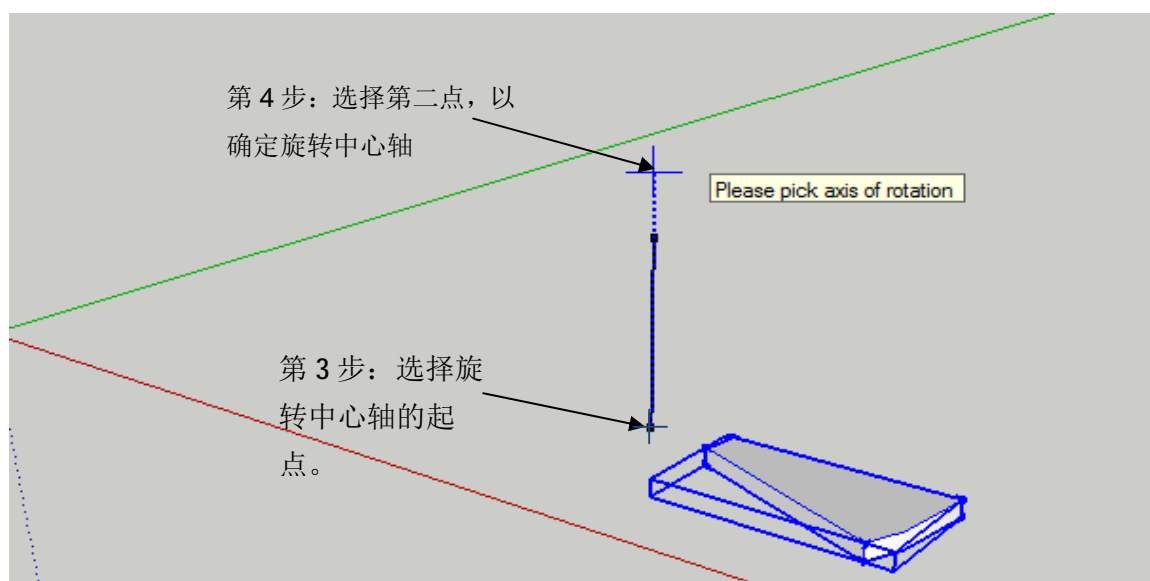 第 4 步：选择第二点，以
确定旋转中心轴
Please pick axis of rotation
第 3 步：选择旋
转中心轴的起
点。